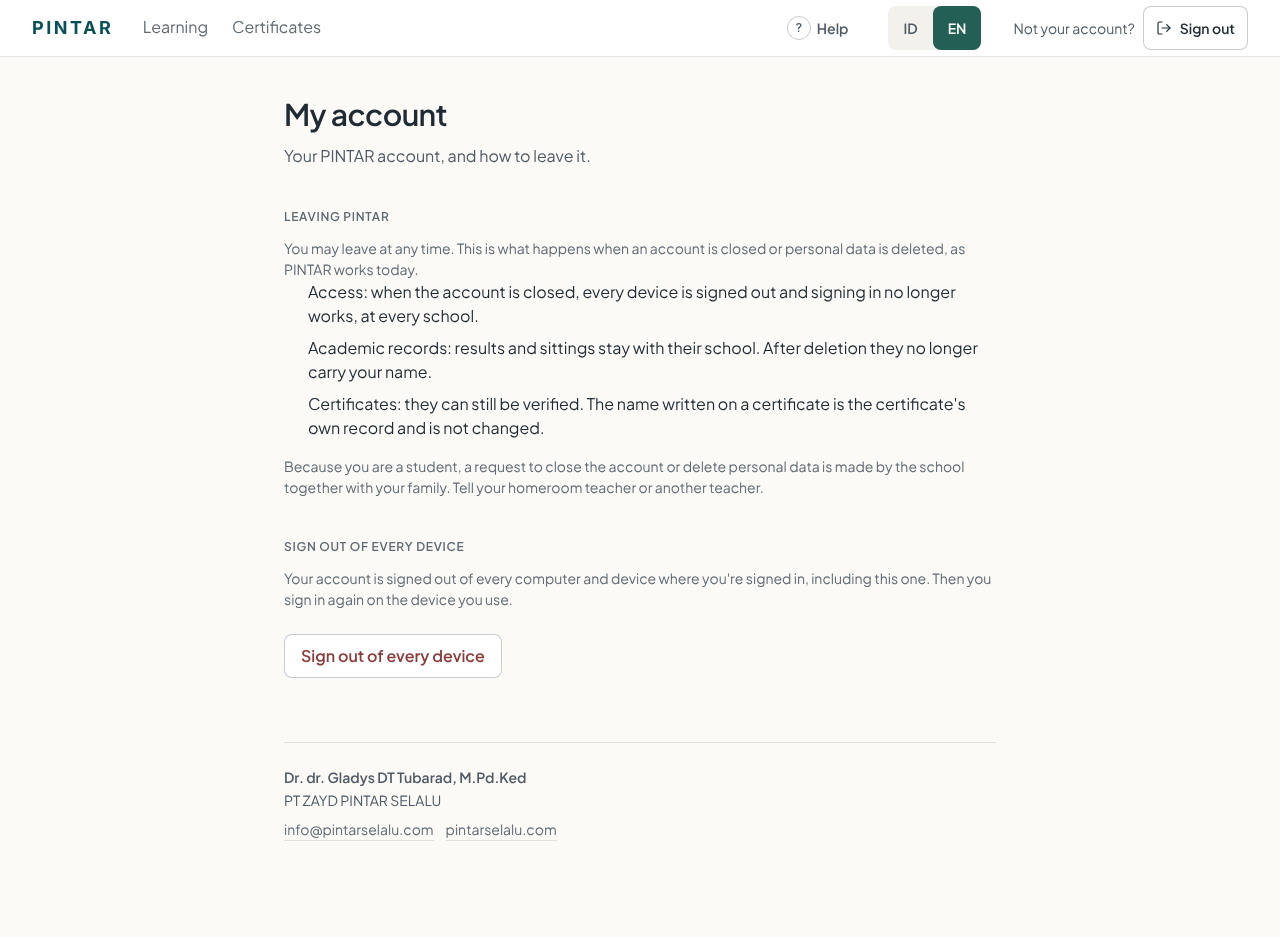 PINTAR
Learning
Certificates
? Help
ID
EN
Not your account?
Sign out
My account
Your PINTAR account, and how to leave it.
LEAVING PINTAR
You may leave at any time. This is what happens when an account is closed or personal data is deleted, as
PINTAR works today.
Access: when the account is closed, every device is signed out and signing in no longer
works, at every school.
Academic records: results and sittings stay with their school. After deletion they no longer
carry your name.
Certificates: they can still be verified. The name written on a certificate is the certificate's
own record and is not changed.
Because you are a student, a request to close the account or delete personal data is made by the school
together with your family. Tell your homeroom teacher or another teacher.
SIGN OUT OF EVERY DEVICE
Your account is signed out of every computer and device where you're signed in, including this one. Then you
sign in again on the device you use.
Sign out of every device
Dr. dr. Gladys DT Tubarad, M.Pd.Ked
PT ZAYD PINTAR SELALU
info@pintarselalu.com pintarselalu.com